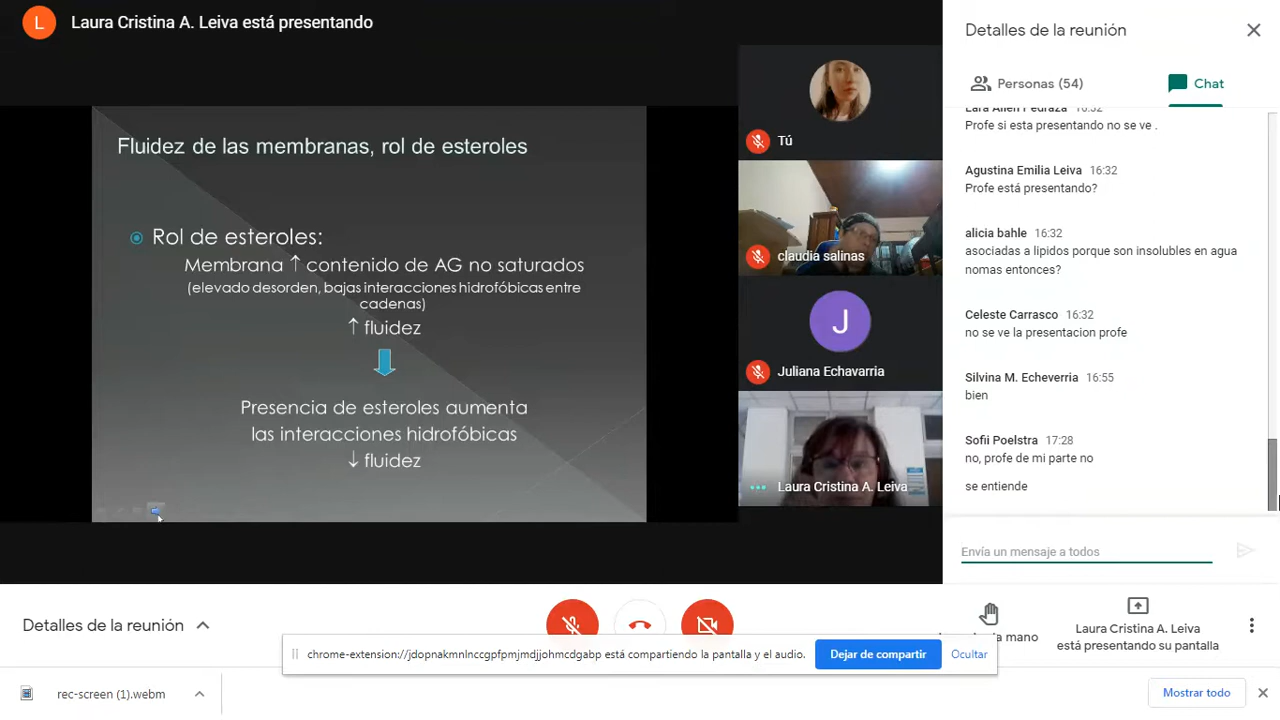 L
Laura Cristina A. Leiva está presentando
Fluidez de las membranas, rol de esteroles
Rol de esteroles:
Membrana ↑ contenido de AG no saturados
(elevado desorden, bajas interacciones hidrofóbicas entre
cadenas)
↑ fluidez
Presencia de esteroles aumenta
las interacciones hidrofóbicas
↓ fluidez
Tú
claudia salinas
J
Juliana Echavarria
Laura Cristina A. Leiva
Detalles de la reunión
Personas (54)
Chat
Lara Ailen Pedraza 16:32
Profe si esta presentando no se ve .
Agustina Emilia Leiva 16:32
Profe está presentando?
alicia bahle 16:32
asociadas a lipidos porque son insolubles en agua
nomas entonces?
Celeste Carrasco 16:32
no se ve la presentacion profe
Silvina M. Echeverria 16:55
bien
Sofii Poelstra 17:28
no, profe de mi parte no
se entiende
Envía un mensaje a todos
Detalles de la reunión
la mano
Laura Cristina A. Leiva
está presentando su pantalla
chrome-extension://jdopnakmnlnccgpfpmjmdjjohmcdgabp está compartiendo la pantalla y el audio.
Dejar de compartir
Ocultar
rec-screen (1).webm
Mostrar todo